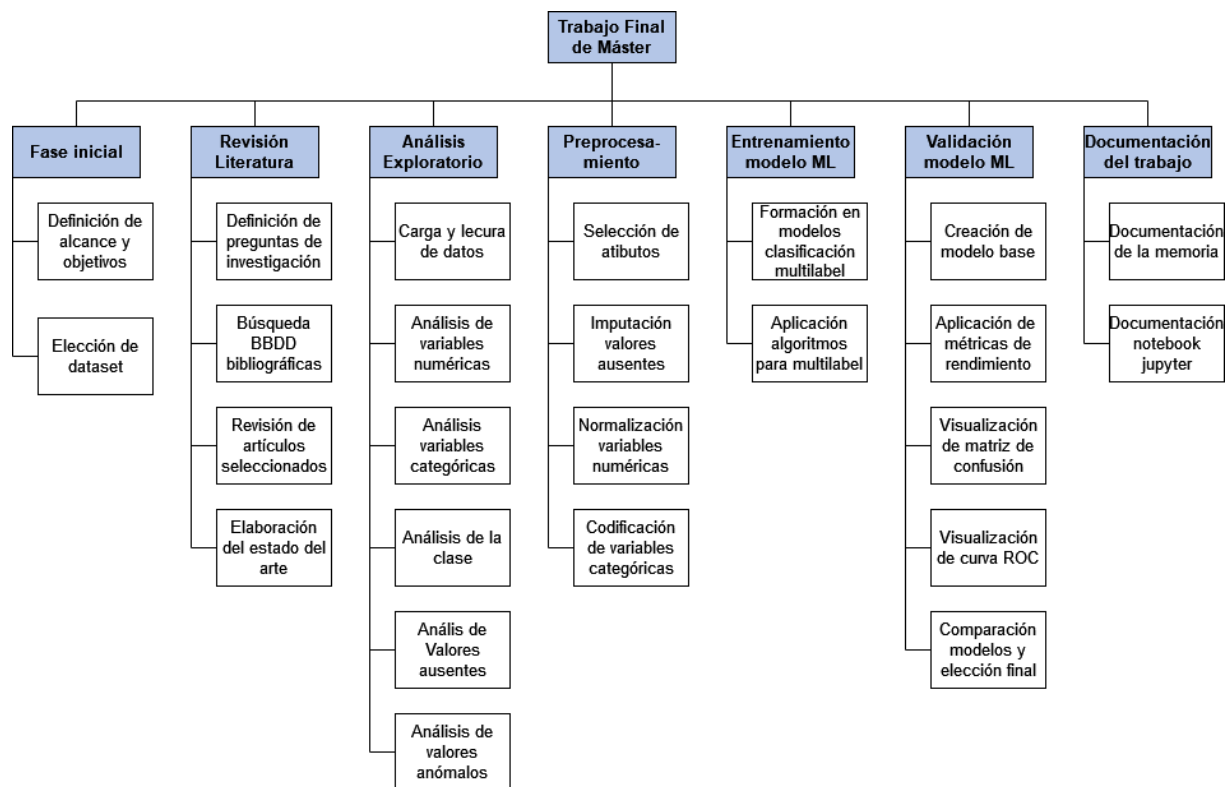 Trabajo Final
de Máster
Fase inicial
Definición de
alcance y
objetivos
Elección de
dataset
Revisión
Literatura
Definición de
preguntas de
investigación
Búsqueda
BBDD
bibliográficas
Revisión de
artículos
seleccionados
Elaboración
del estado del
arte
Análisis
Exploratorio
Carga y lecura
de datos
Análisis de
variables
numéricas
Análisis
variables
categóricas
Análisis de la
clase
Anális de
Valores
ausentes
Análisis de
valores
anómalos
Preprocesa-
miento
Selección de
atibutos
Imputación
valores
ausentes
Normalización
variables
numéricas
Codificación
de variables
categóricas
Entrenamiento
modelo ML
Formación en
modelos
clasificación
multilabel
Aplicación
algoritmos
para multilabel
Validación
modelo ML
Creación de
modelo base
Aplicación de
métricas de
rendimiento
Visualización
de matriz de
confusión
Visualización
de curva ROC
Comparación
modelos y
elección final
Documentación
del trabajo
Documentación
de la memoria
Documentación
notebook
jupyter